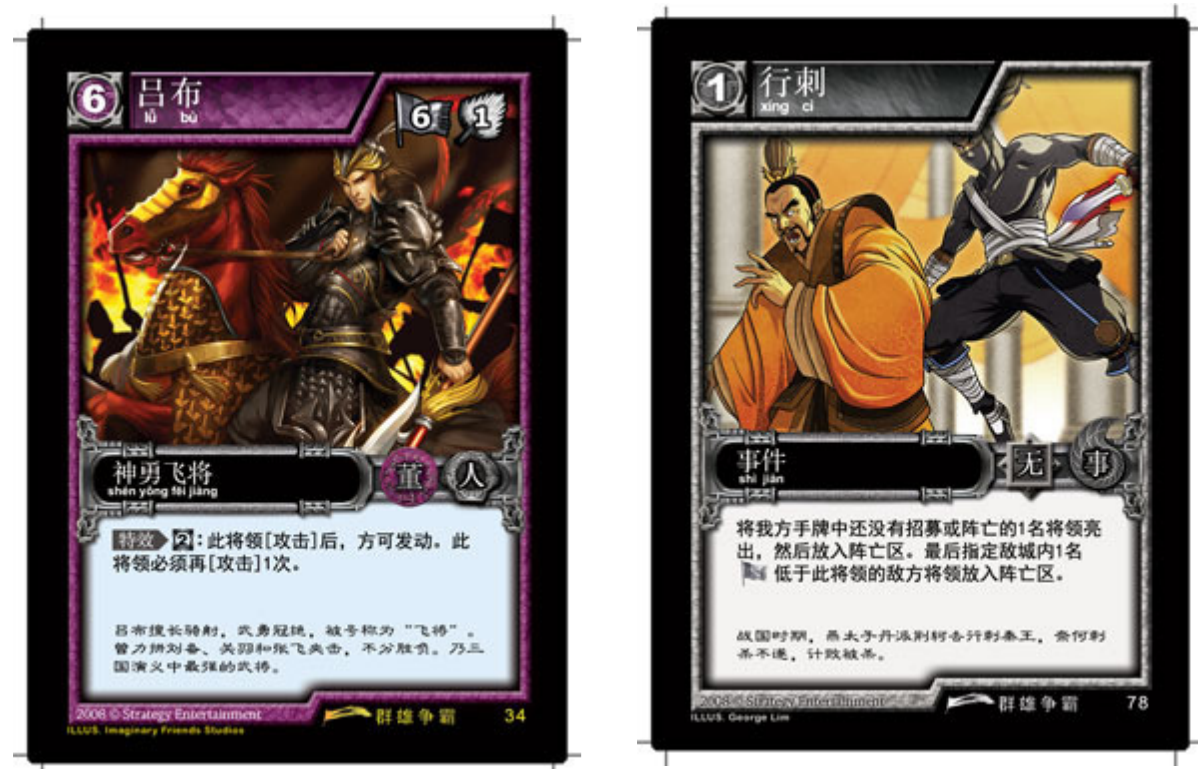 6
吕布
lǚ bù
6 1
神勇飞将
shén yǒng fēi jiàng
董 人
特效 2:此将领[攻击]后，方可发动。此
将领必须再[攻击]1次。
吕布擅长骑射，武勇冠绝，被号称为“飞将”。
曾力拼刘备、关羽和张飞夹击，不分胜负。乃三
国演义中最强的武将。
2008 © Strategy Entertainment
群雄争霸 34
ILLUS. Imaginary Friends Studios
1
行刺
xíng cì
事件
shì jiàn
无 事
将我方手牌中还没有招募或阵亡的1名将领亮
出，然后放入阵亡区。最后指定敌城内1名
低于此将领的敌方将领放入阵亡区。
战国时期，燕太子丹派荆轲去行刺秦王，奈何刺
杀不遂，计败被杀。
2008 © Strategy Entertainment
群雄争霸 78
ILLUS. George Lim